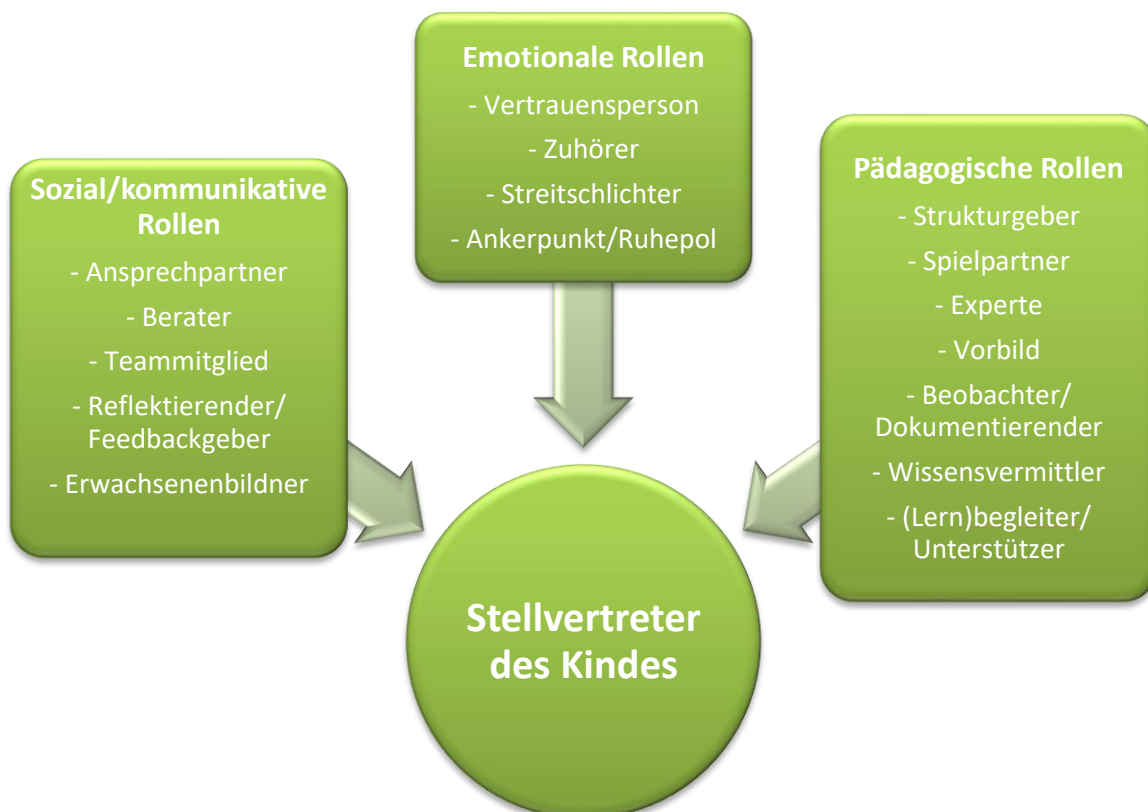 Sozial/kommunikative
Rollen
- Ansprechpartner
- Berater
- Teammitglied
- Reflektierender/
Feedbackgeber
- Erwachsenenbildner
Emotionale Rollen
- Vertrauensperson
- Zuhörer
- Streitschlichter
- Ankerpunkt/Ruhepol
Pädagogische Rollen
- Strukturgeber
- Spielpartner
- Experte
- Vorbild
- Beobachter/
Dokumentierender
- Wissensvermittler
- (Lern)begleiter/
Unterstützer
Stellvertreter
des Kindes